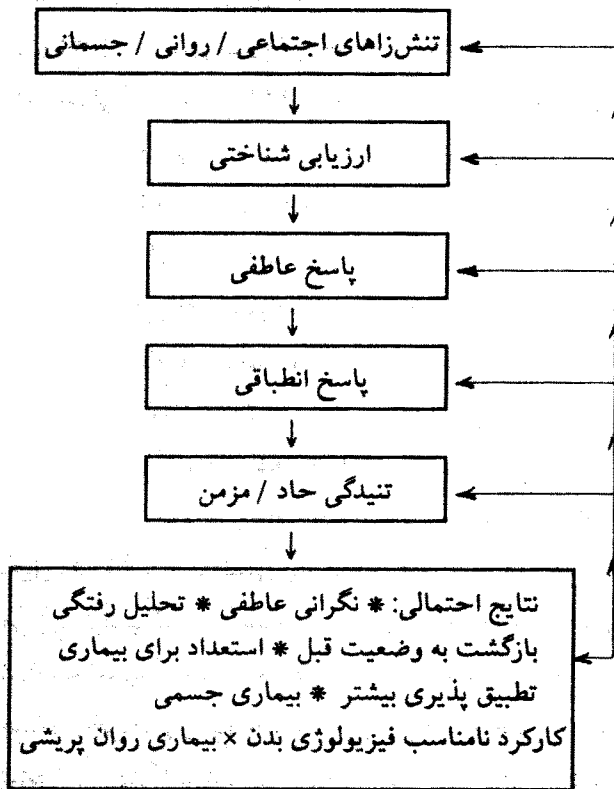 تنش‌زاهای اجتماعی / روانی / جسمانی
ارزیابی شناختی
پاسخ عاطفی
پاسخ انطباقی
تنیدگی حاد / مزمن
نتایج احتمالی: * نگرانی عاطفی * تحلیل رفتگی
بازگشت به وضعیت قبل * استعداد برای بیماری
تطبیق پذیری بیشتر * بیماری جسمی
کارکرد نامناسب فیزیولوژی بدن × بیماری روان پریشی